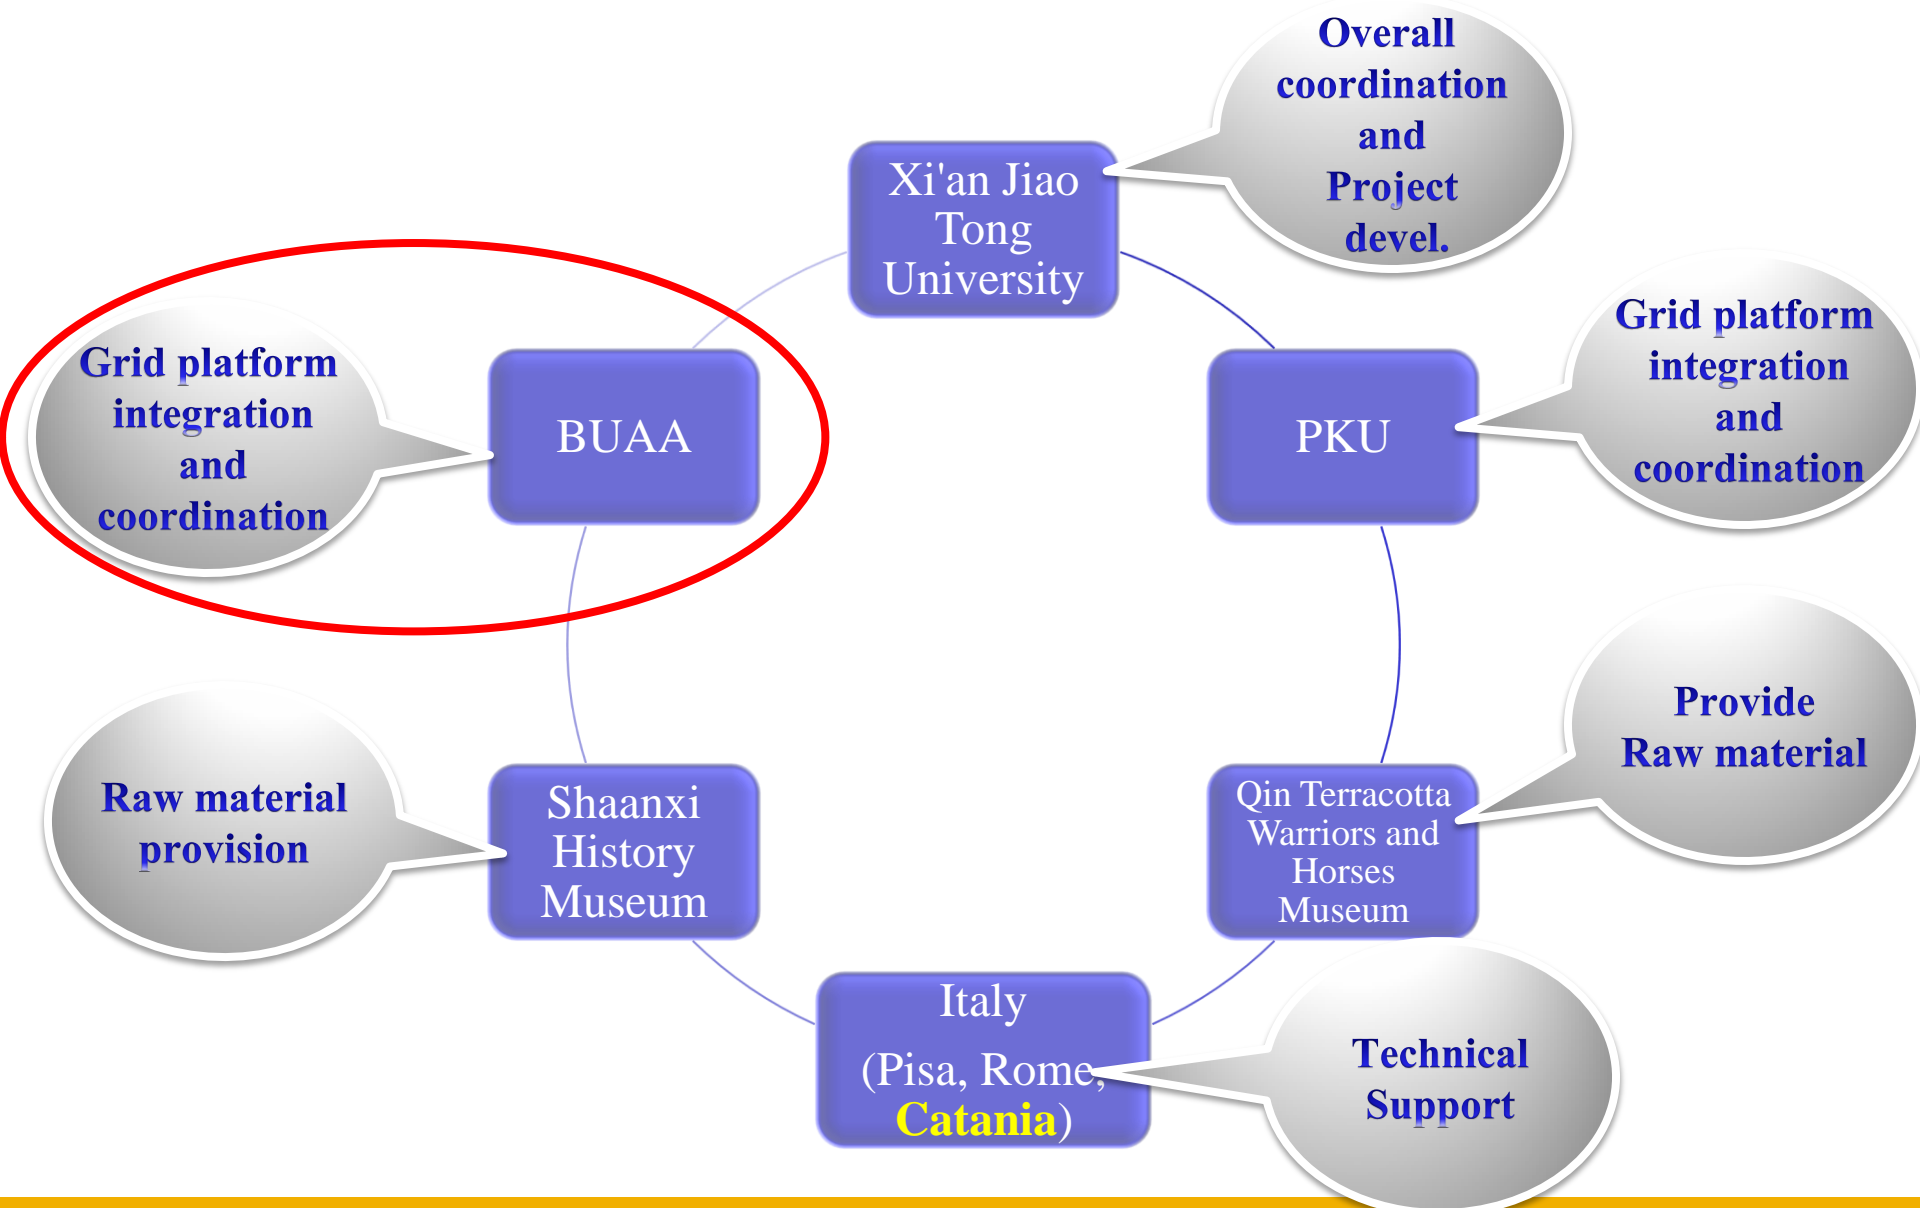 Overall
coordination
and
Project
devel.
Xi'an Jiao
Tong
University
Grid platform
integration
and
coordination
BUAA
PKU
Grid platform
integration
and
coordination
Raw material
provision
Shaanxi
History
Museum
Qin Terracotta
Warriors and
Horses
Museum
Provide
Raw material
Italy
(Pisa, Rome,
Catania)
Technical
Support